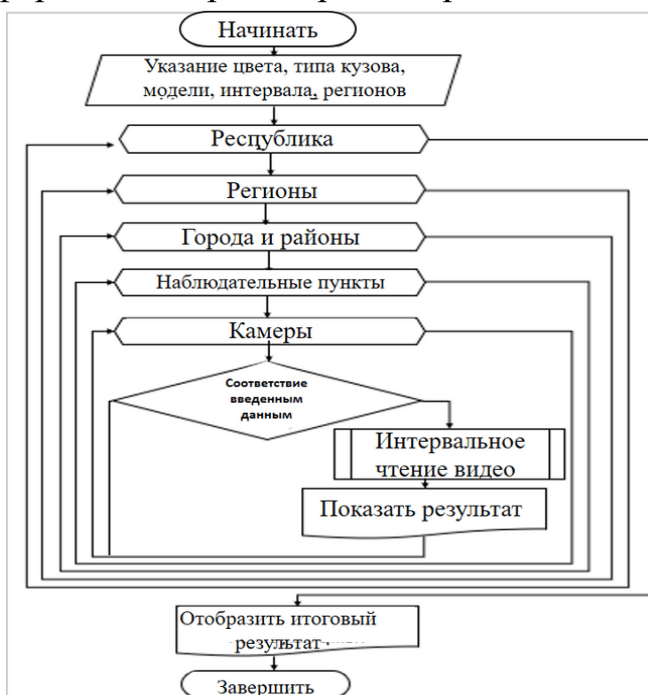 Начинать
Указание цвета, типа кузова,
модели, интервала, регионов
Республика
Регионы
Города и районы
Наблюдательные пункты
Камеры
Соответствие
введенным
данным
Интервальное
чтение видео
Показать результат
Отобразить итоговый
результат
Завершить